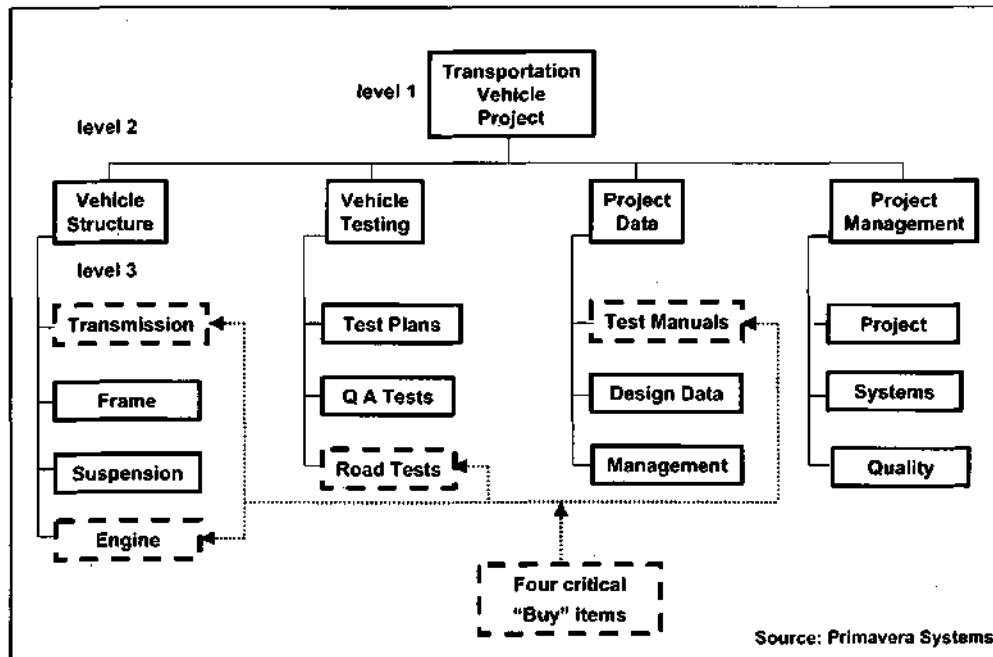 level 1
Transportation
Vehicle
Project
level 2
Vehicle
Structure
Vehicle
Testing
Project
Data
Project
Management
level 3
Transmission
Frame
Suspension
Engine
Test Plans
Q A Tests
Road Tests
Test Manuals
Design Data
Management
Project
Systems
Quality
Four critical
"Buy" items
Source: Primavera Systems